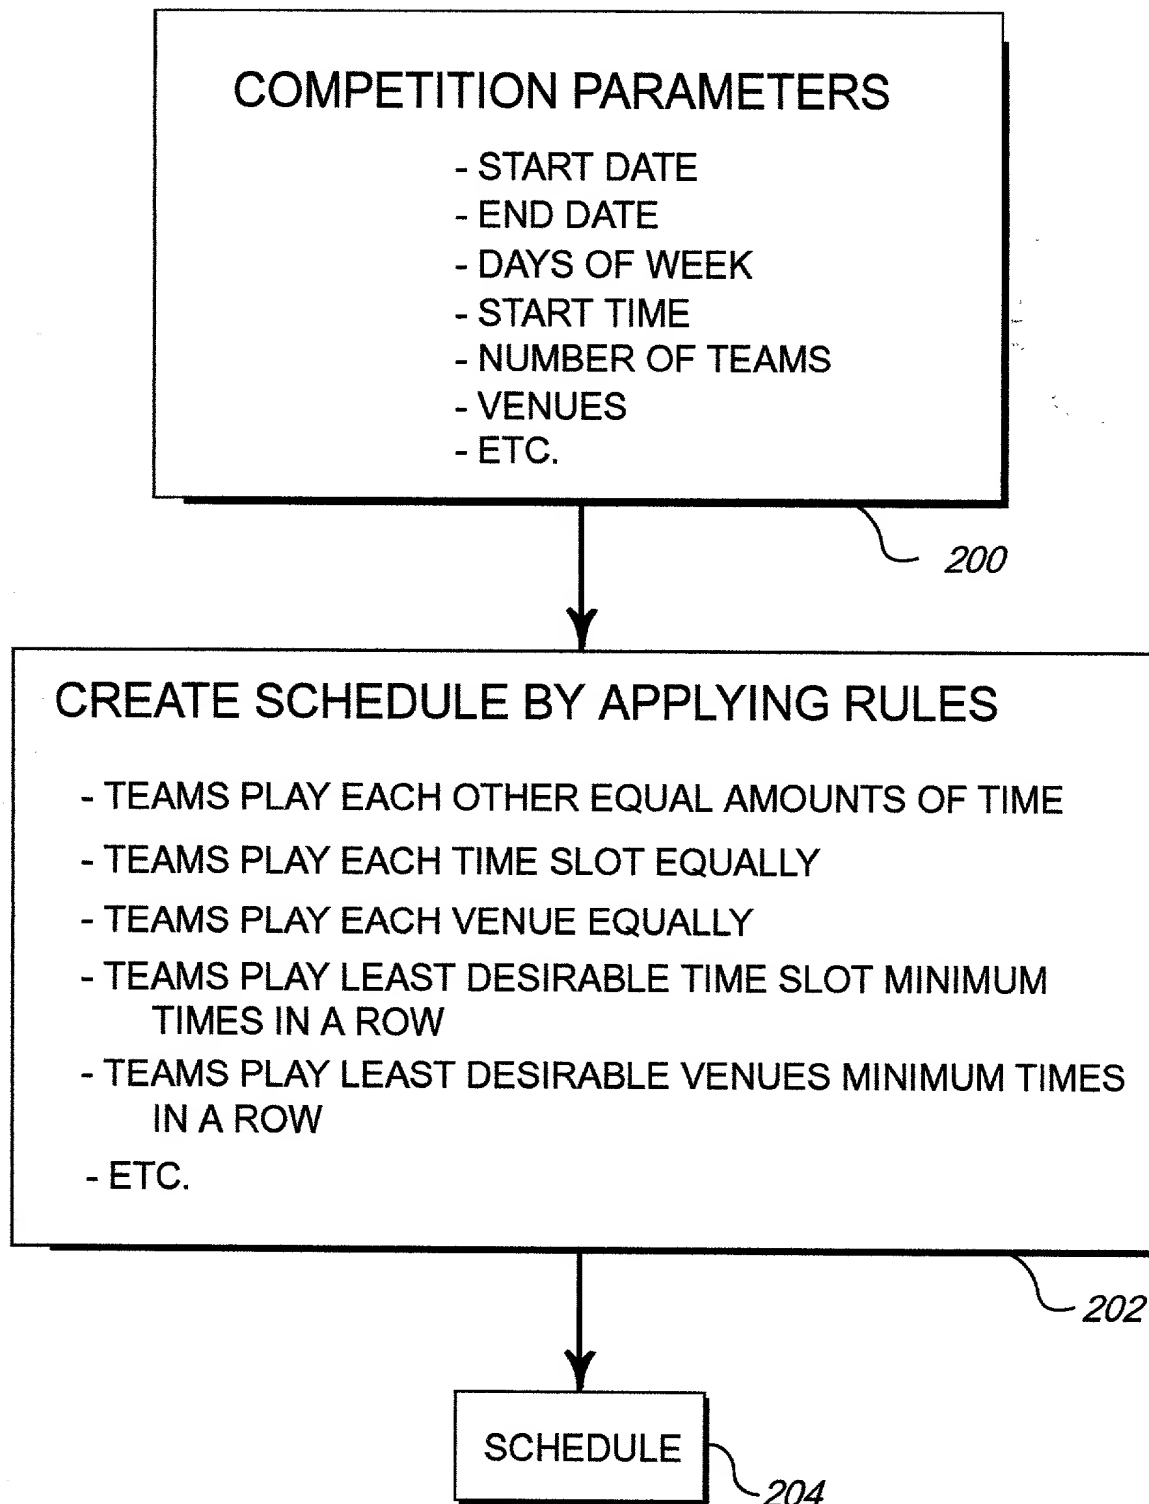 COMPETITION PARAMETERS
- START DATE
- END DATE
- DAYS OF WEEK
- START TIME
- NUMBER OF TEAMS
- VENUES
- ETC.
200
CREATE SCHEDULE BY APPLYING RULES
- TEAMS PLAY EACH OTHER EQUAL AMOUNTS OF TIME
- TEAMS PLAY EACH TIME SLOT EQUALLY
- TEAMS PLAY EACH VENUE EQUALLY
- TEAMS PLAY LEAST DESIRABLE TIME SLOT MINIMUM
TIMES IN A ROW
- TEAMS PLAY LEAST DESIRABLE VENUES MINIMUM TIMES
IN A ROW
- ETC.
202
SCHEDULE
204